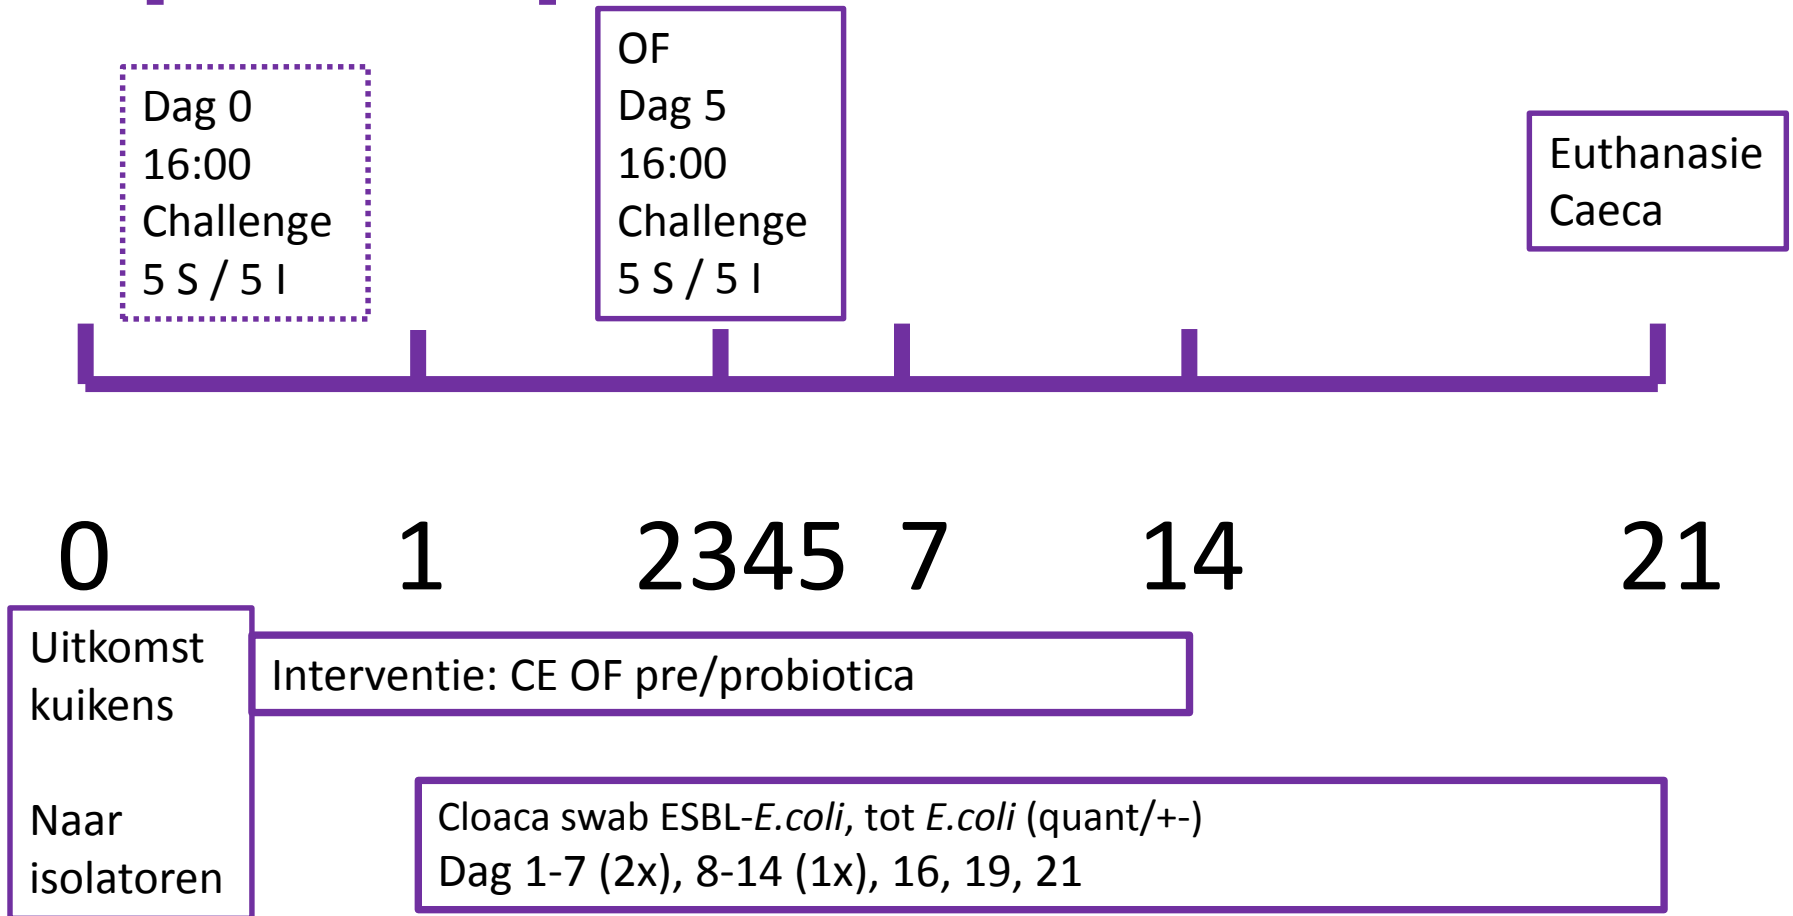 Dag 0
16:00
Challenge
5 S / 5 I
OF
Dag 5
16:00
Challenge
5 S / 5 I
Euthanasie
Caeca
0 1 2345 7 14 21
Uitkomst
kuikens
Naar
isolatoren
Interventie: CE OF pre/probiotica
Cloaca swab ESBL-E.coli, tot E.coli (quant/+-)
Dag 1-7 (2x), 8-14 (1x), 16, 19, 21